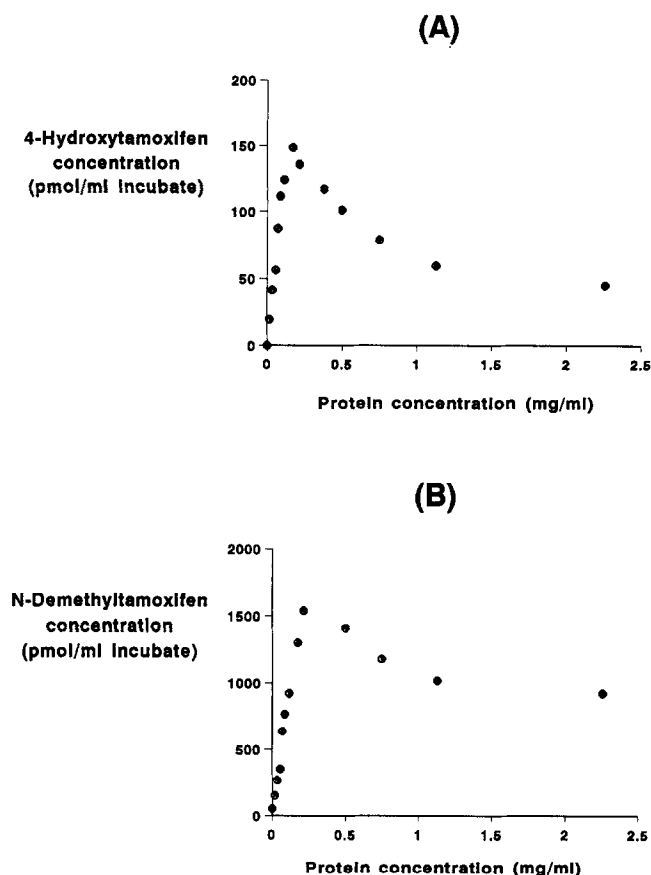 (A)
200
150
100
50
0
4-Hydroxytamoxifen
concentration
(pmol/ml incubate)
0
0.5
1
1.5
2
2.5
Protein concentration (mg/ml)
(B)
2000
1500
1000
500
0
N-Demethyltamoxifen
concentration
(pmol/ml incubate)
0
0.5
1
1.5
2
2.5
Protein concentration (mg/ml)